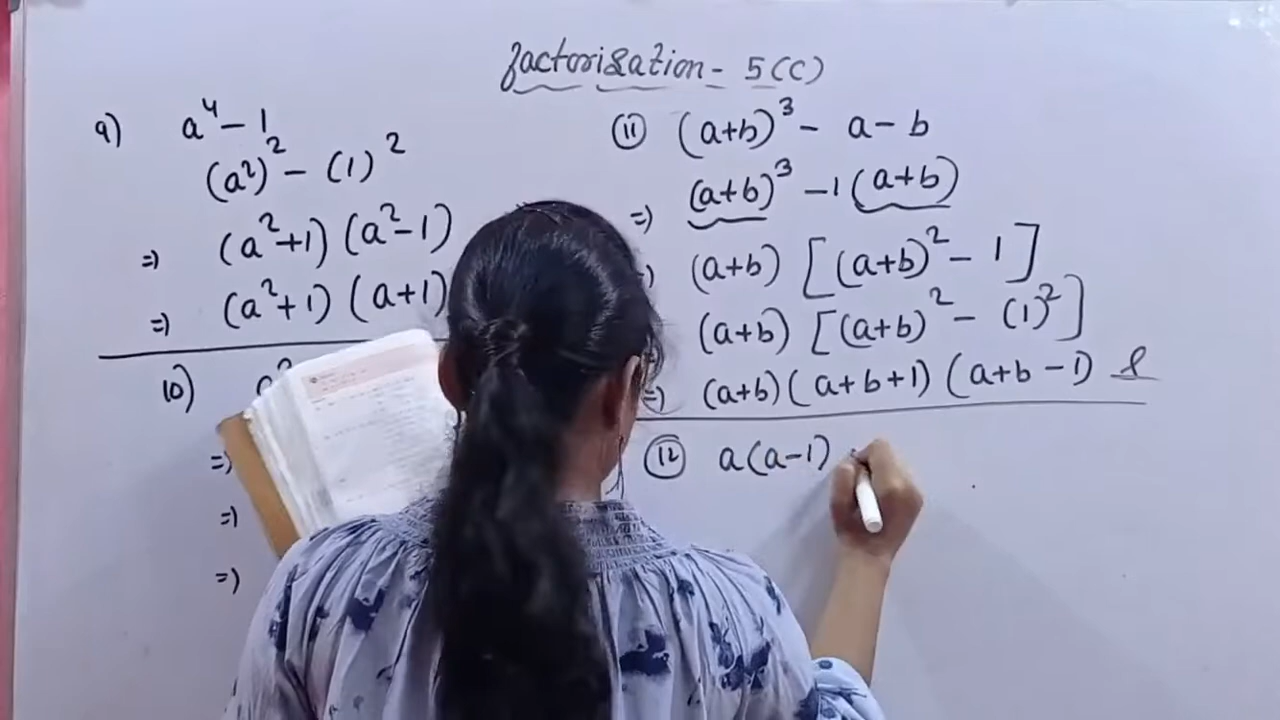 factorisation - 5(C)
9) a⁴ - 1
(a²)² - (1)²
=) (a²+1) (a²-1)
=) (a²+1) (a+1)
10)
=)
=)
=)
(11) (a+b)³ - a - b
=) (a+b)³ - 1 (a+b)
(a+b) [(a+b)² - 1]
(a+b) [(a+b)² - (1)²]
=) (a+b) (a+b+1) (a+b-1)
(12) a(a-1)